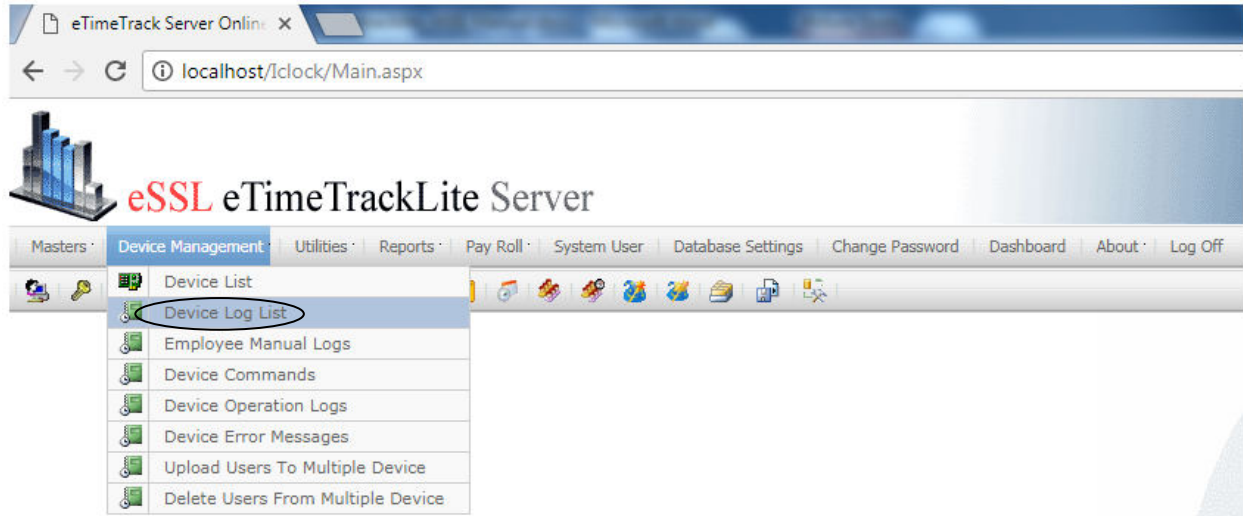 eTimeTrack Server Online
localhost/Iclock/Main.aspx
eSSL eTimeTrackLite Server
Masters Device Management Utilities Reports Pay Roll System User Database Settings Change Password Dashboard About Log Off
Device List
Device Log List
Employee Manual Logs
Device Commands
Device Operation Logs
Device Error Messages
Upload Users To Multiple Device
Delete Users From Multiple Device